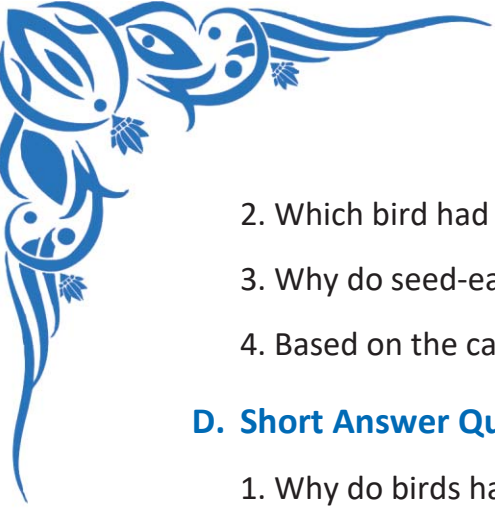 2. Which bird had
3. Why do seed-ea
4. Based on the ca
D. Short Answer Qu
1. Why do birds ha